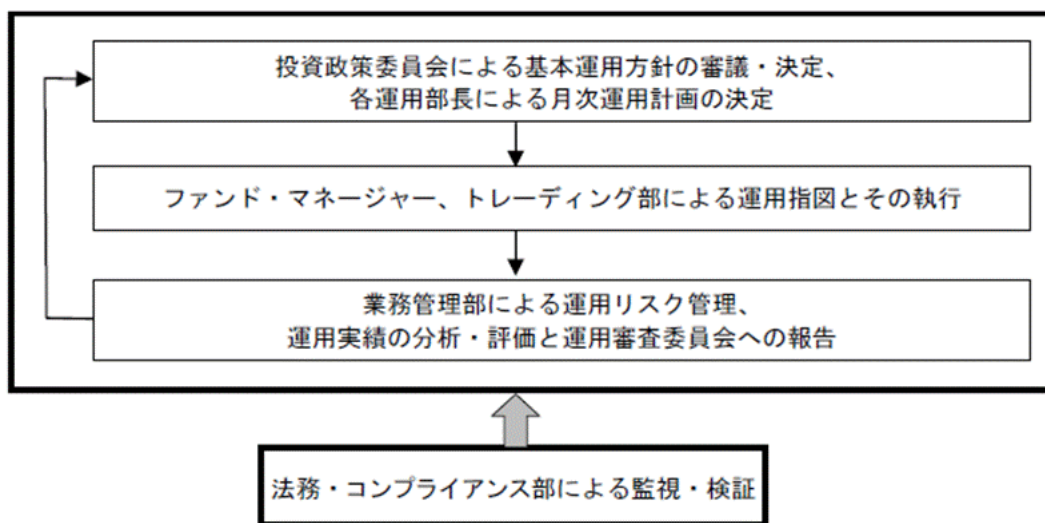 投資政策委員会による基本運用方針の審議・決定、
各運用部長による月次運用計画の決定
ファンド・マネージャー、トレーディング部による運用指図とその執行
業務管理部による運用リスク管理、
運用実績の分析・評価と運用審査委員会への報告
法務・コンプライアンス部による監視・検証